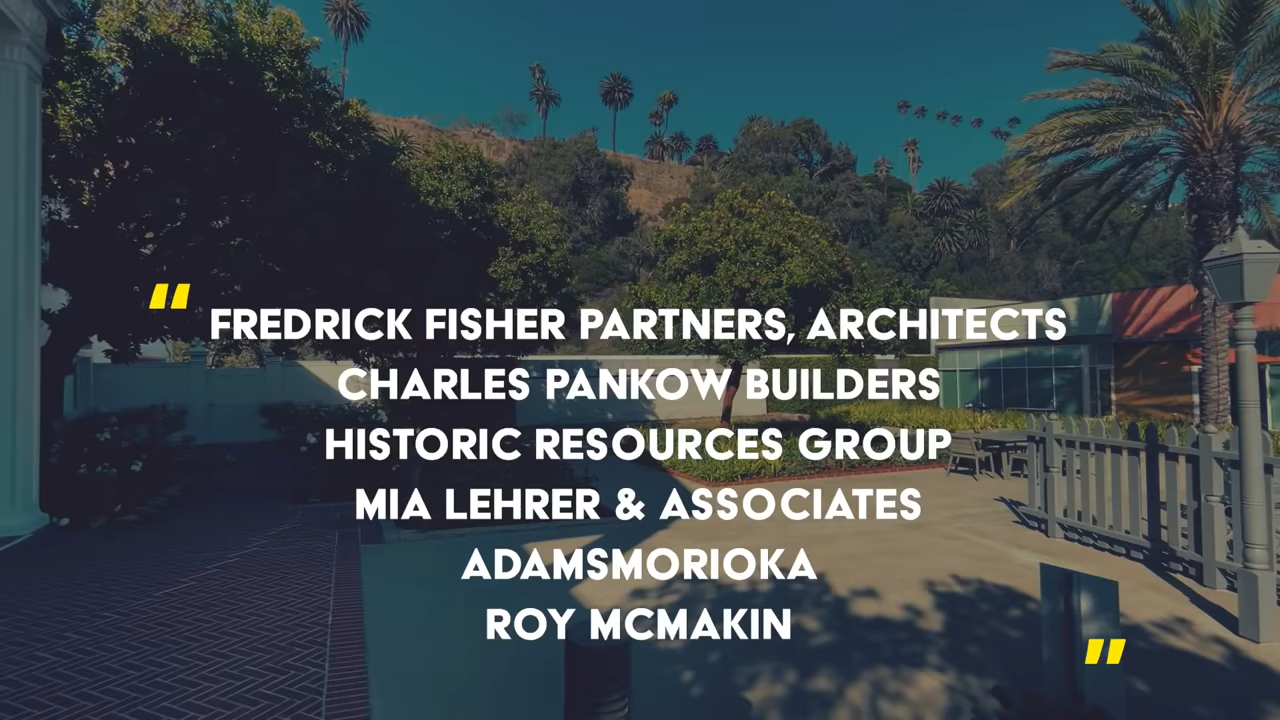 " FREDRICK FISHER PARTNERS, ARCHITECTS
CHARLES PANKOW BUILDERS
HISTORIC RESOURCES GROUP
MIA LEHRER & ASSOCIATES
ADAMSMORIOKA
ROY MCMAKIN "